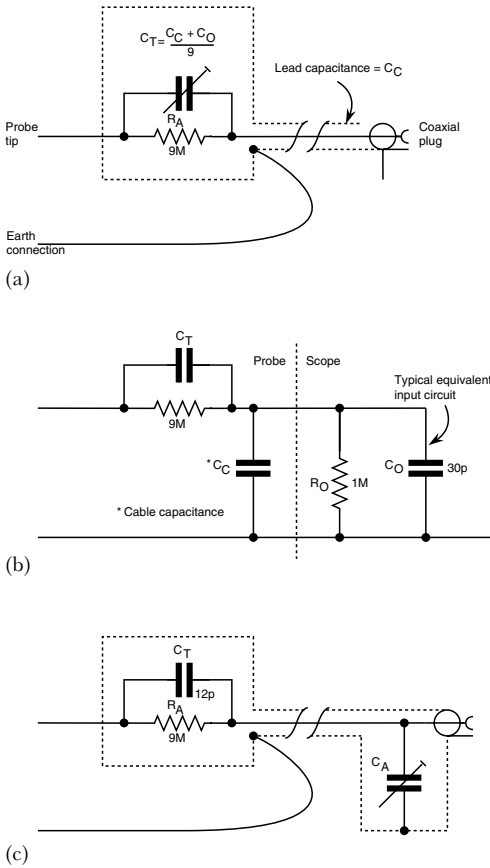 C_T = C_C + C_O / 9
Lead capacitance = C_C
R_A
9M
Probe
tip
Coaxial
plug
Earth
connection
(a)
C_T
9M
Probe
Scope
Typical equivalent
input circuit
* C_C
R_O
1M
C_O
30p
* Cable capacitance
(b)
C_T
12p
R_A
9M
C_A
(c)